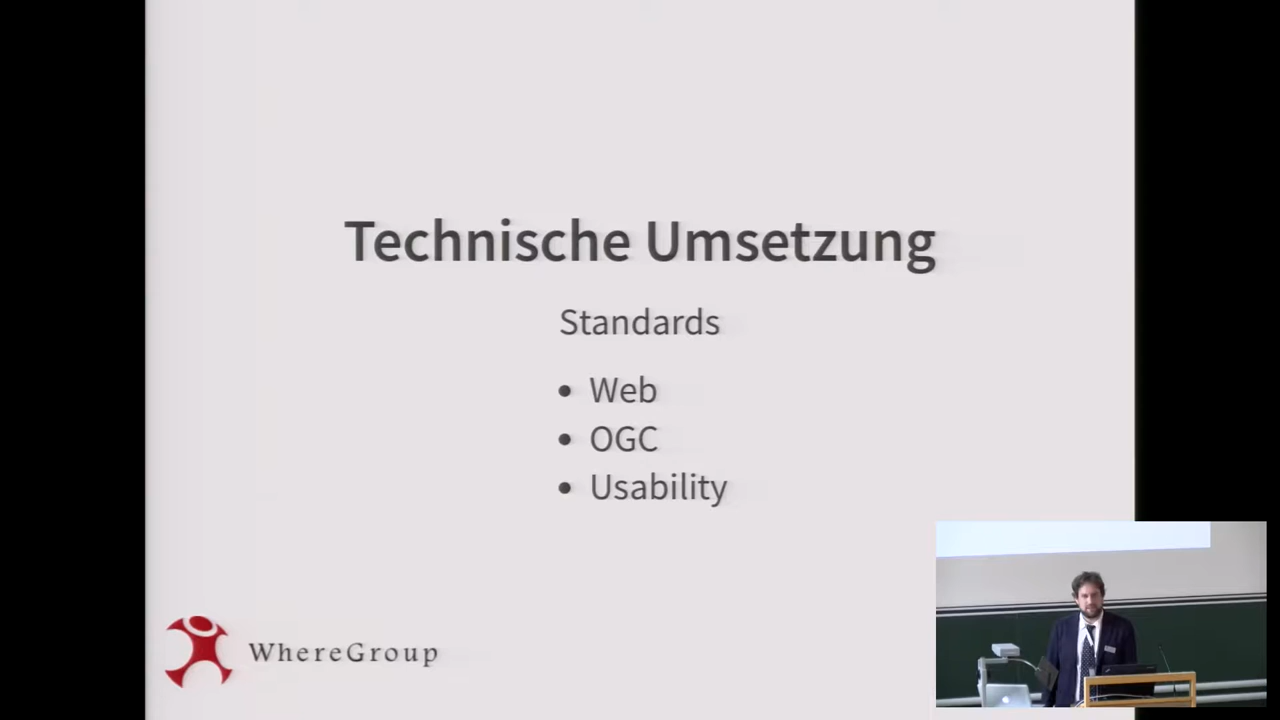 Technische Umsetzung
Standards
• Web
• OGC
• Usability
WhereGroup